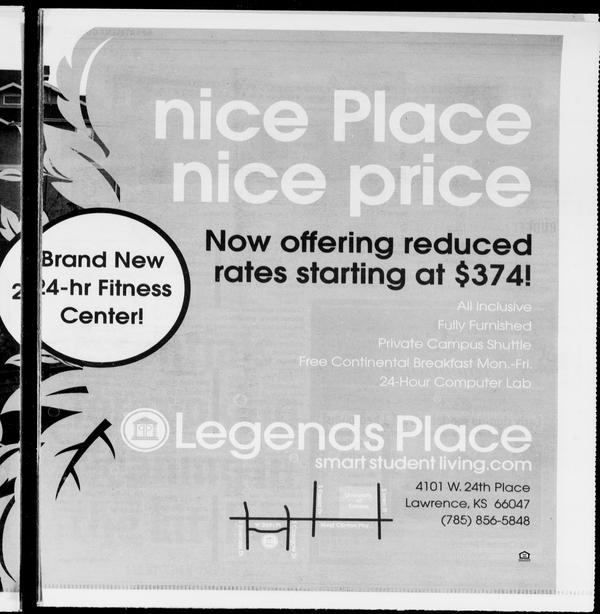 nice Place
nice price
Now offering reduced
rates starting at $374!
Brand New
24-hr Fitness
Center!
All Inclusive
Fully Furnished
Private Campus Shuttle
Free Continental Breakfast Mon.-Fri.
24-Hour Computer Lab
Legends Place
smartstudentliving.com
4101 W. 24th Place
Lawrence, KS 66047
(785) 856-5848